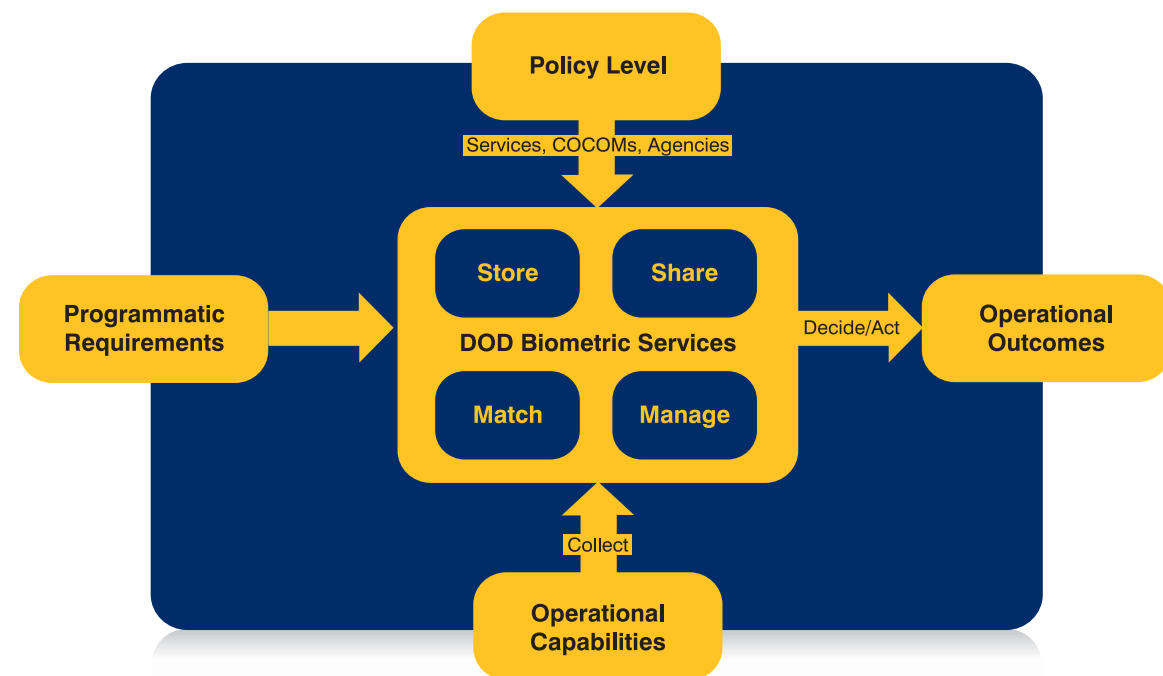 Policy Level
Services, COCOMs, Agencies
Store
Share
Programmatic
Requirements
DOD Biometric Services
Decide/Act
Operational
Outcomes
Match
Manage
Collect
Operational
Capabilities